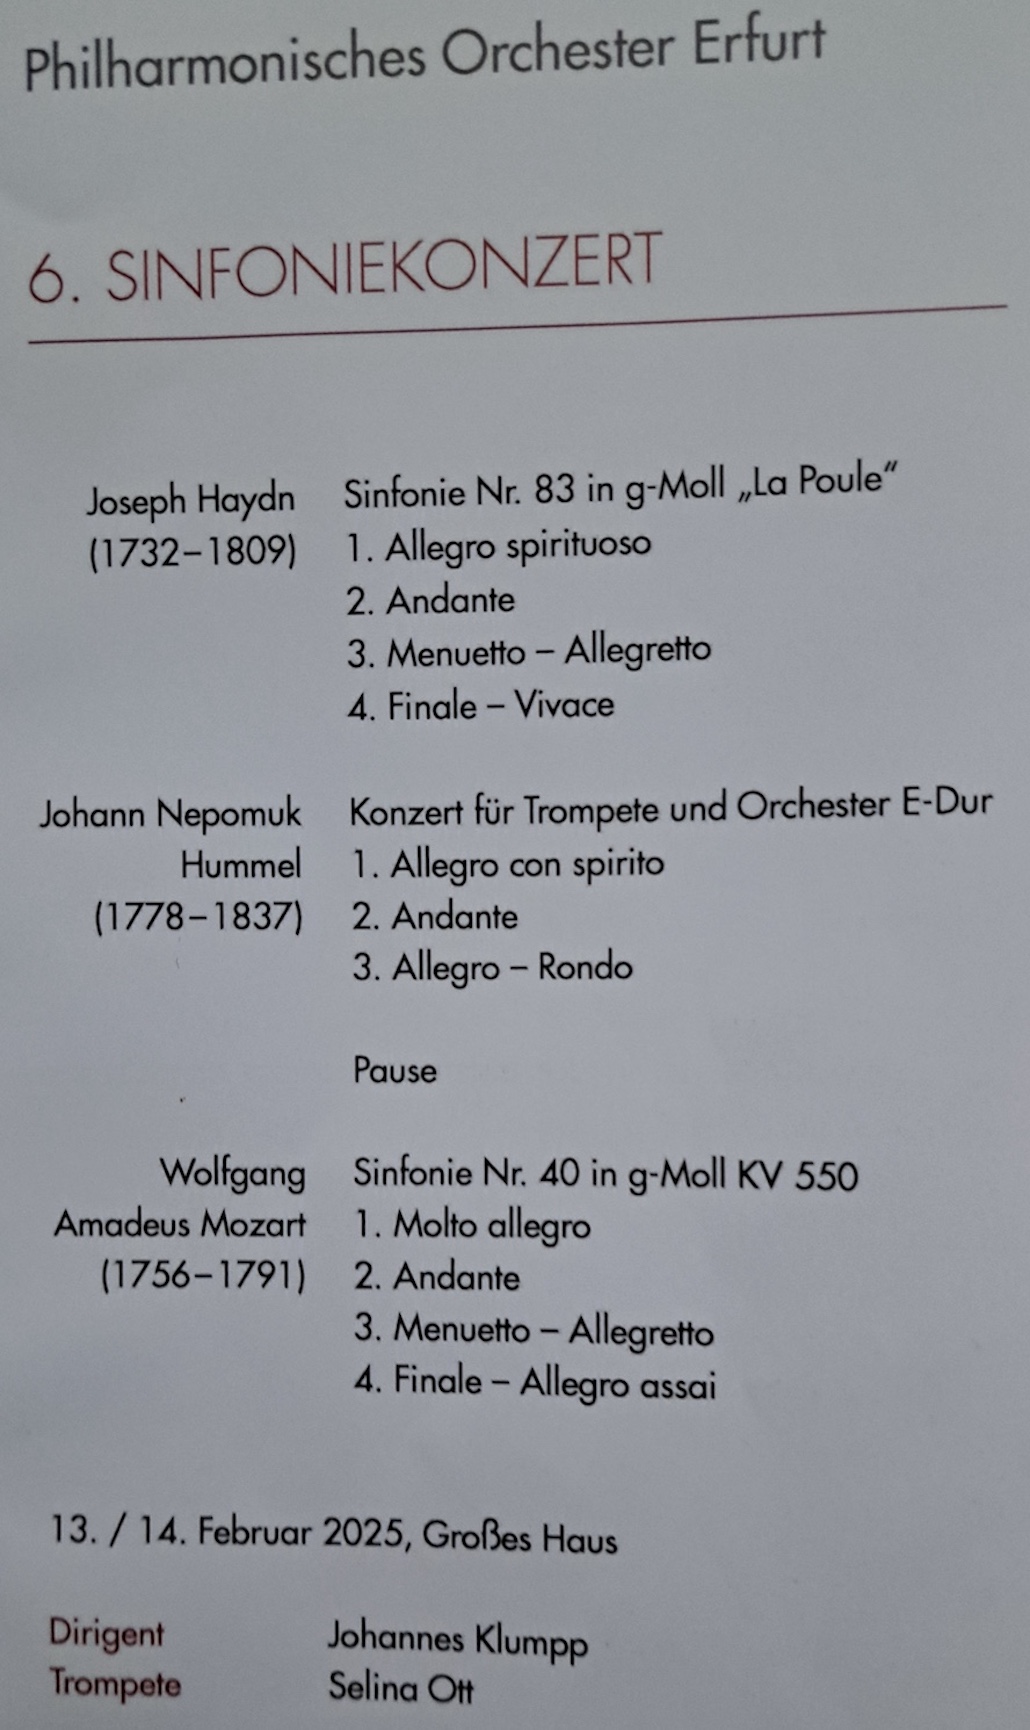 Philharmonisches Orchester Erfurt
6. SINFONIEKONZERT
Joseph Haydn Sinfonie Nr. 83 in g-Moll „La Poule“
(1732–1809) 1. Allegro spirituoso
2. Andante
3. Menuetto – Allegretto
4. Finale – Vivace
Johann Nepomuk Konzert für Trompete und Orchester E-Dur
Hummel 1. Allegro con spirito
(1778–1837) 2. Andante
3. Allegro – Rondo
Pause
Wolfgang Sinfonie Nr. 40 in g-Moll KV 550
Amadeus Mozart 1. Molto allegro
(1756–1791) 2. Andante
3. Menuetto – Allegretto
4. Finale – Allegro assai
13. / 14. Februar 2025, Großes Haus
Dirigent Johannes Klumpp
Trompete Selina Ott